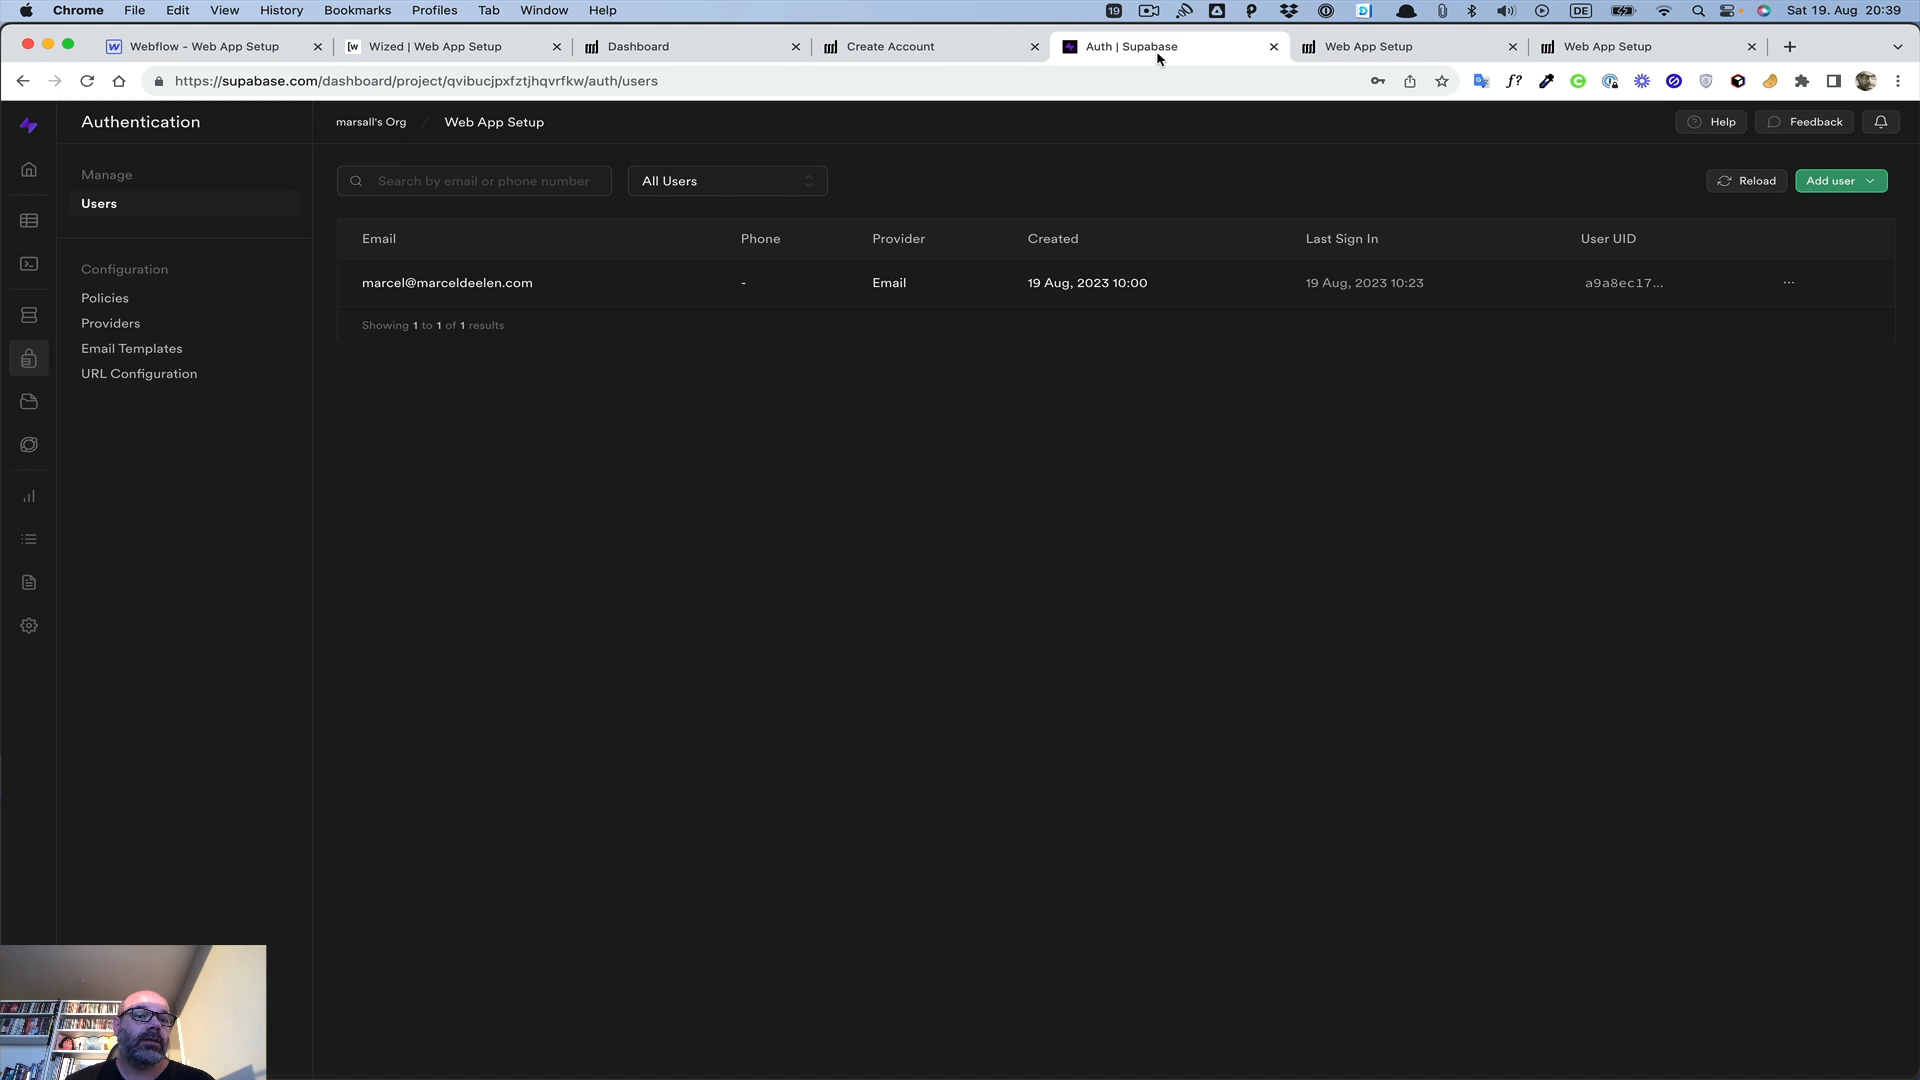 Chrome File Edit View History Bookmarks Profiles Tab Window Help 19 DE Sat 19. Aug 20:39
Webflow - Web App Setup Wized | Web App Setup Dashboard Create Account Auth | Supabase Web App Setup Web App Setup
https://supabase.com/dashboard/project/qvibucjpxfztjhqvrfkw/auth/users
Authentication marsall's Org / Web App Setup Help Feedback
Manage
Users
Search by email or phone number All Users Reload Add user
Email Phone Provider Created Last Sign In User UID
marcel@marceldeelen.com - Email 19 Aug, 2023 10:00 19 Aug, 2023 10:23 a9a8ec17... ...
Showing 1 to 1 of 1 results
Configuration
Policies
Providers
Email Templates
URL Configuration